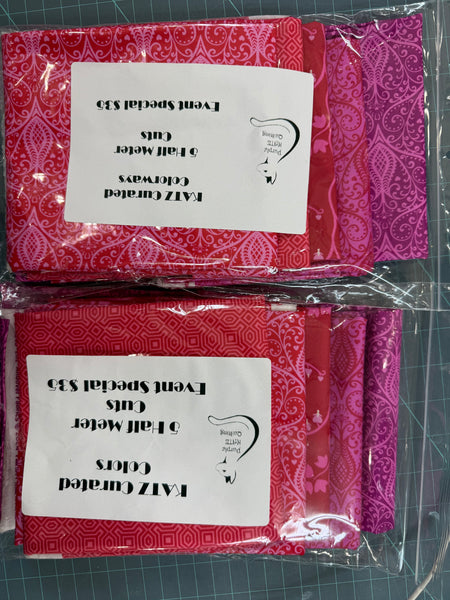 KATZ Curated
Colorways
5 Half Meter
Cuts
Event Special $35
Purple
KATZ
Quilting
KATZ Curated
Colors
5 Half Meter
Cuts
Event Special $35
Purple
KATZ
Quilting